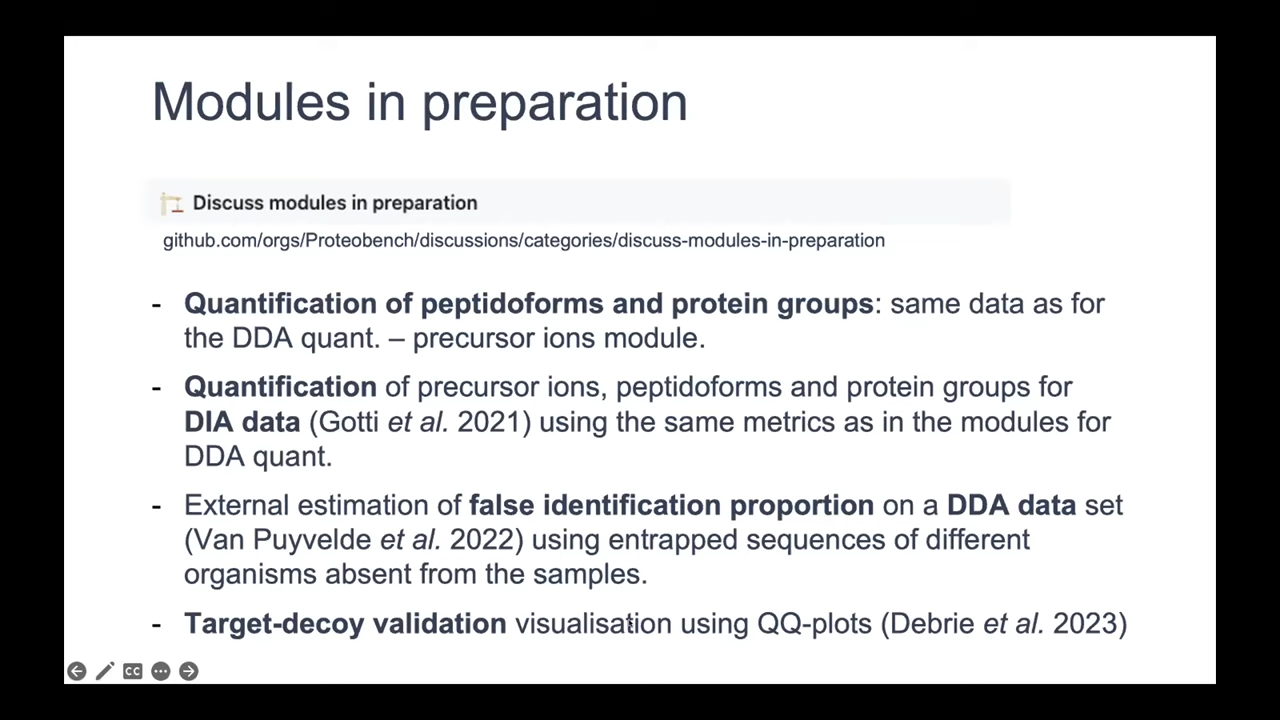 Modules in preparation
Discuss modules in preparation
github.com/orgs/Proteobench/discussions/categories/discuss-modules-in-preparation
- Quantification of peptidoforms and protein groups: same data as for
the DDA quant. – precursor ions module.
- Quantification of precursor ions, peptidoforms and protein groups for
DIA data (Gotti et al. 2021) using the same metrics as in the modules for
DDA quant.
- External estimation of false identification proportion on a DDA data set
(Van Puyvelde et al. 2022) using entrapped sequences of different
organisms absent from the samples.
- Target-decoy validation visualisation using QQ-plots (Debrie et al. 2023)
CC